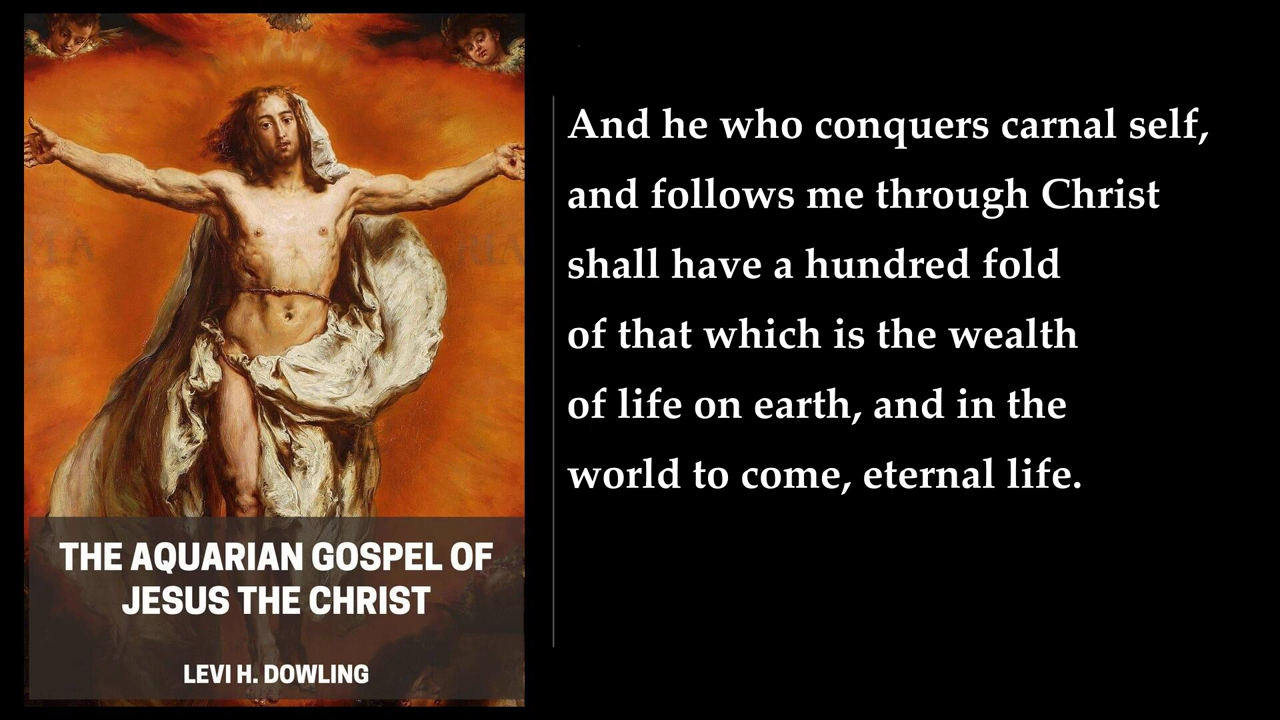 THE AQUARIAN GOSPEL OF
JESUS THE CHRIST
LEVI H. DOWLING
And he who conquers carnal self,
and follows me through Christ
shall have a hundred fold
of that which is the wealth
of life on earth, and in the
world to come, eternal life.